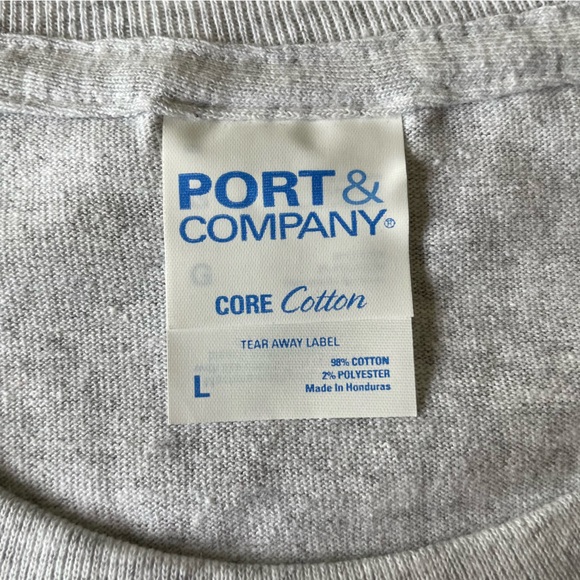 PORT &
COMPANY®
CORE Cotton
TEAR AWAY LABEL
98% COTTON
2% POLYESTER
L Made In Honduras